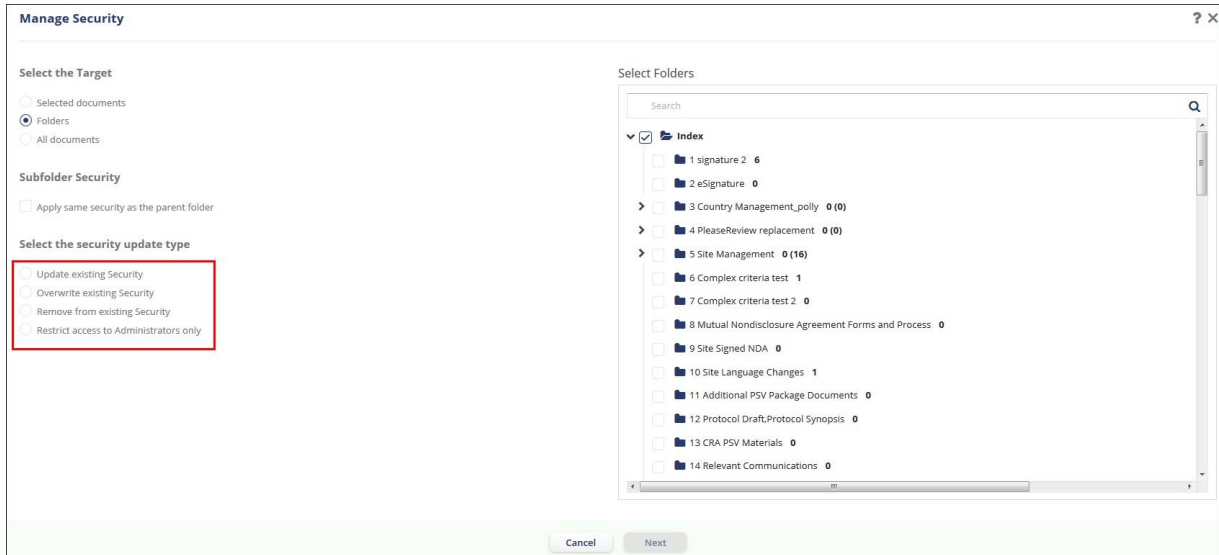 Manage Security
? ×
Select the Target
Selected documents
Folders
All documents
Subfolder Security
Apply same security as the parent folder
Select the security update type
Update existing Security
Overwrite existing Security
Remove from existing Security
Restrict access to Administrators only
Select Folders
Search
Index
1 signature 2 6
2 eSignature 0
3 Country Management_polly 0 (0)
4 PleaseReview replacement 0 (0)
5 Site Management 0 (16)
6 Complex criteria test 1
7 Complex criteria test 2 0
8 Mutual Nondisclosure Agreement Forms and Process 0
9 Site Signed NDA 0
10 Site Language Changes 1
11 Additional PSV Package Documents 0
12 Protocol Draft,Protocol Synopsis 0
13 CRA PSV Materials 0
14 Relevant Communications 0
Cancel Next